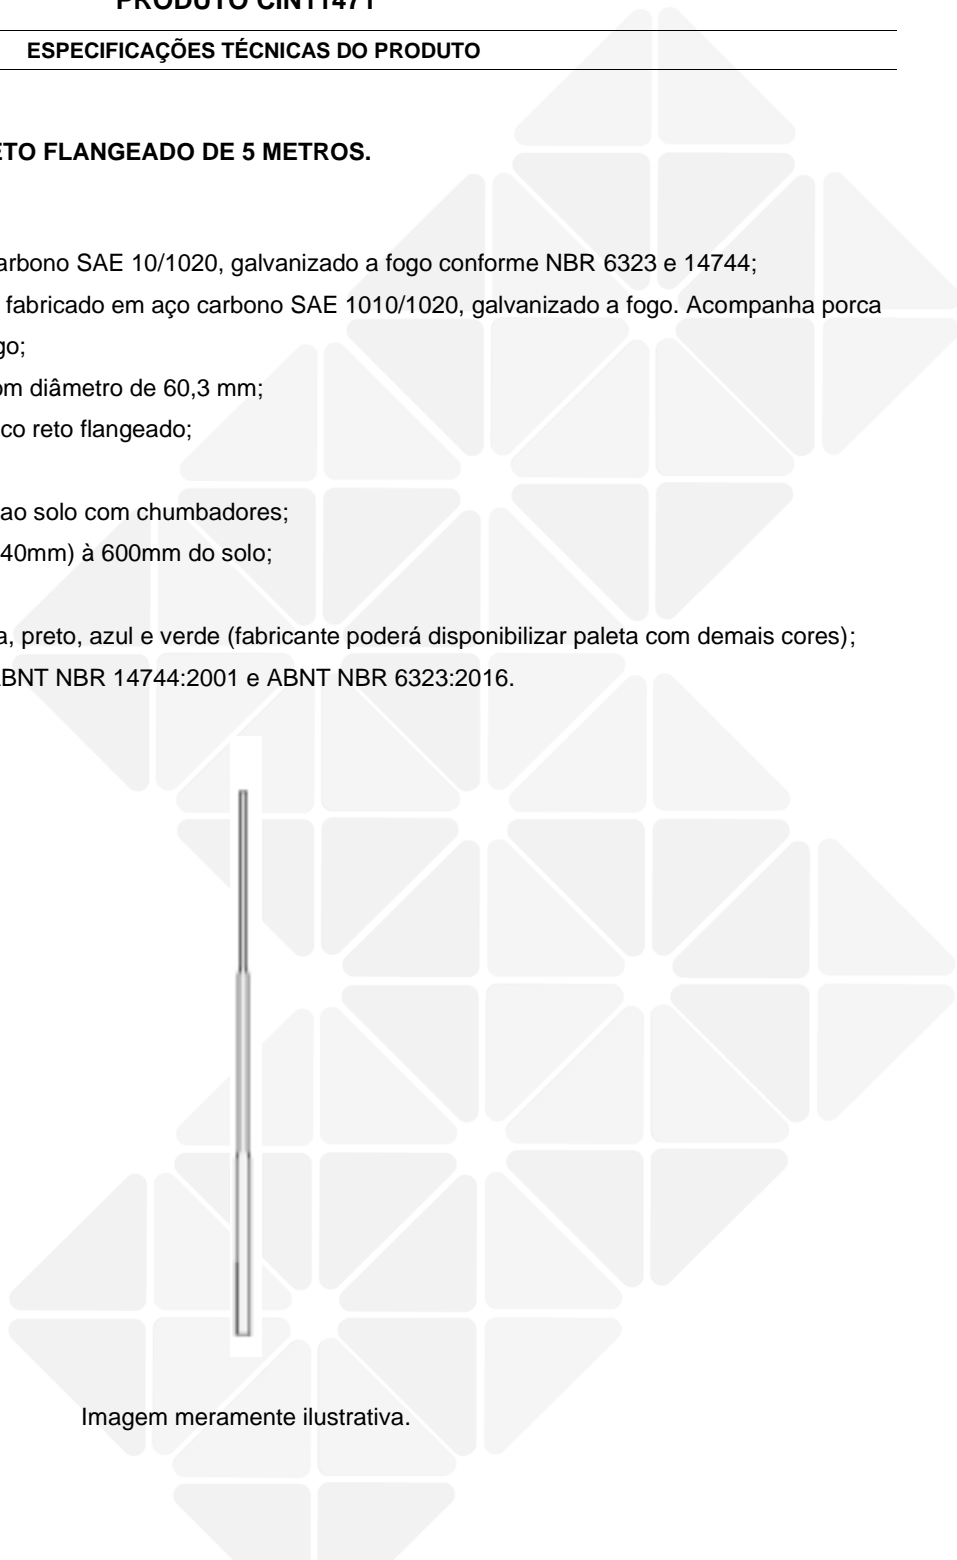 PRODUTO CINT1471
ESPECIFICAÇÕES TÉCNICAS DO PRODUTO
ETO FLANGEADO DE 5 METROS.
arbono SAE 10/1020, galvanizado a fogo conforme NBR 6323 e 14744;
fabricado em aço carbono SAE 1010/1020, galvanizado a fogo. Acompanha porca
go;
om diâmetro de 60,3 mm;
co reto flangeado;
ao solo com chumbadores;
40mm) à 600mm do solo;
a, preto, azul e verde (fabricante poderá disponibilizar paleta com demais cores);
ABNT NBR 14744:2001 e ABNT NBR 6323:2016.
Imagem meramente ilustrativa.